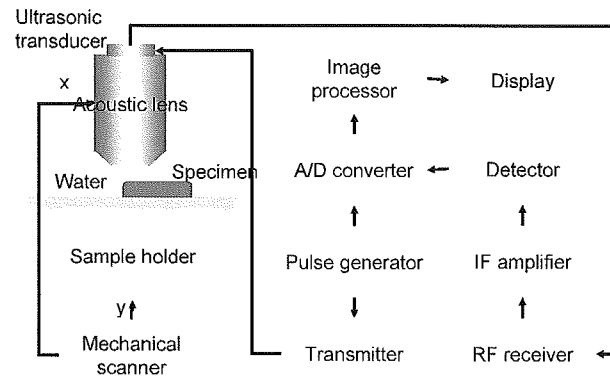 Ultrasonic
transducer
x
Acoustic lens
Water
Specimen
Sample holder
y
Mechanical
scanner
Image
processor
Display
A/D converter
Detector
Pulse generator
IF amplifier
Transmitter
RF receiver